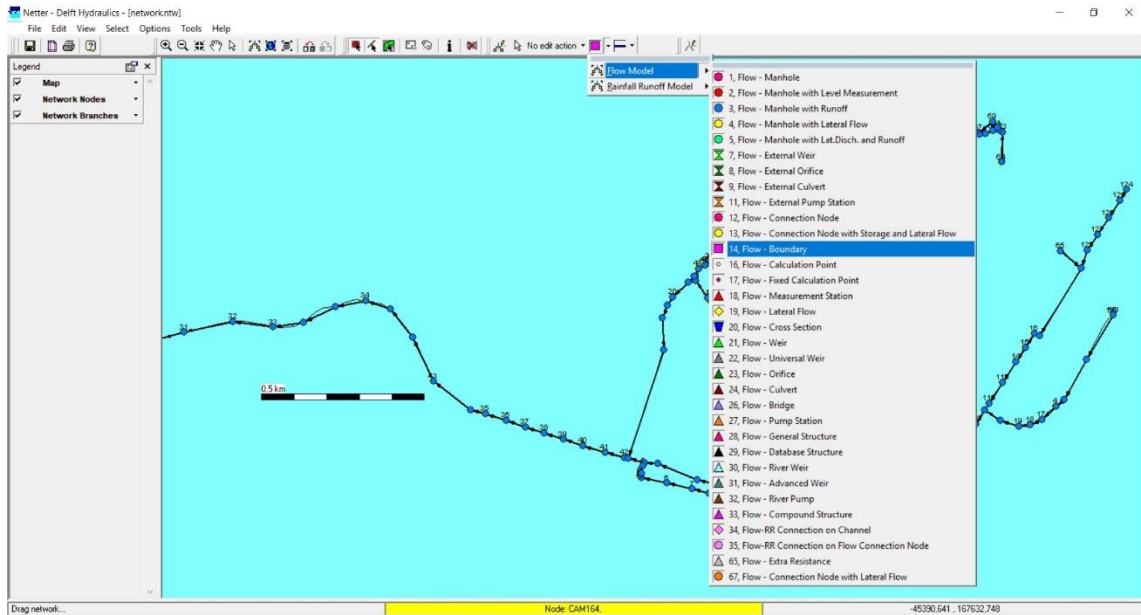 Netter - Delft Hydraulics - [network.ntw]
File Edit View Select Options Tools Help
No edit action
Legend
Map
Network Nodes
Network Branches
Flow Model
Rainfall Runoff Model
1, Flow - Manhole
2, Flow - Manhole with Level Measurement
3, Flow - Manhole with Runoff
4, Flow - Manhole with Lateral Flow
5, Flow - Manhole with Lat.Disch. and Runoff
7, Flow - External Weir
8, Flow - External Orifice
9, Flow - External Culvert
11, Flow - External Pump Station
12, Flow - Connection Node
13, Flow - Connection Node with Storage and Lateral Flow
14, Flow - Boundary
16, Flow - Calculation Point
17, Flow - Fixed Calculation Point
18, Flow - Measurement Station
19, Flow - Lateral Flow
20, Flow - Cross Section
21, Flow - Weir
22, Flow - Universal Weir
23, Flow - Orifice
24, Flow - Culvert
26, Flow - Bridge
27, Flow - Pump Station
28, Flow - General Structure
29, Flow - Database Structure
30, Flow - River Weir
31, Flow - Advanced Weir
32, Flow - River Pump
33, Flow - Compound Structure
34, Flow-RR Connection on Channel
35, Flow-RR Connection on Flow Connection Node
65, Flow - Extra Resistance
67, Flow - Connection Node with Lateral Flow
124
34
32
33
31
20
0,5 km
35
36
37
38
39
40
41
42
16
15
14
19
18
17
Drag network...
Node: CAM164,
-45390.641 , 167632.748